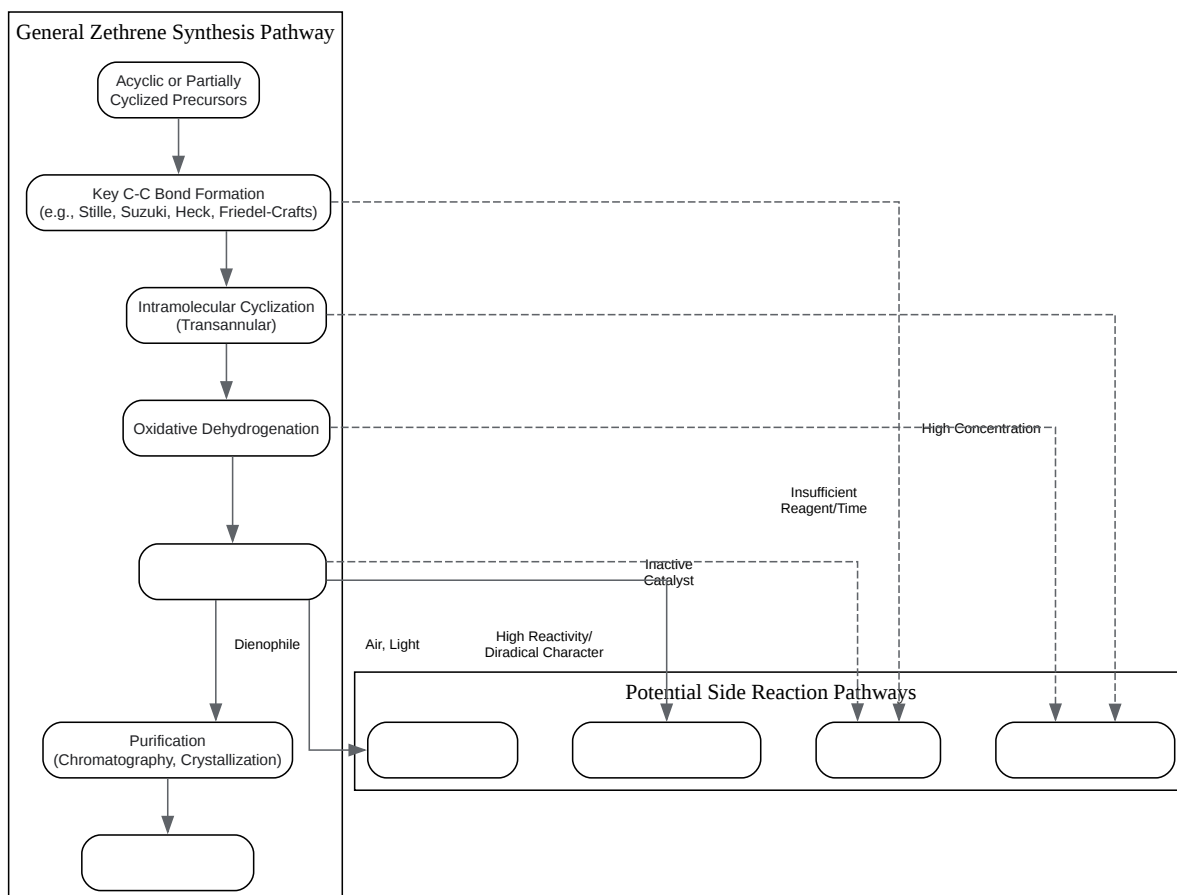 General Zethrene Synthesis Pathway
Acyclic or Partially
Cyclized Precursors
Key C-C Bond Formation
(e.g., Stille, Suzuki, Heck, Friedel-Crafts)
Intramolecular Cyclization
(Transannular)
Oxidative Dehydrogenation
High Concentration
Insufficient
Reagent/Time
Inactive
Catalyst
Dienophile
Air, Light
High Reactivity/
Diradical Character
Potential Side Reaction Pathways
Purification
(Chromatography, Crystallization)